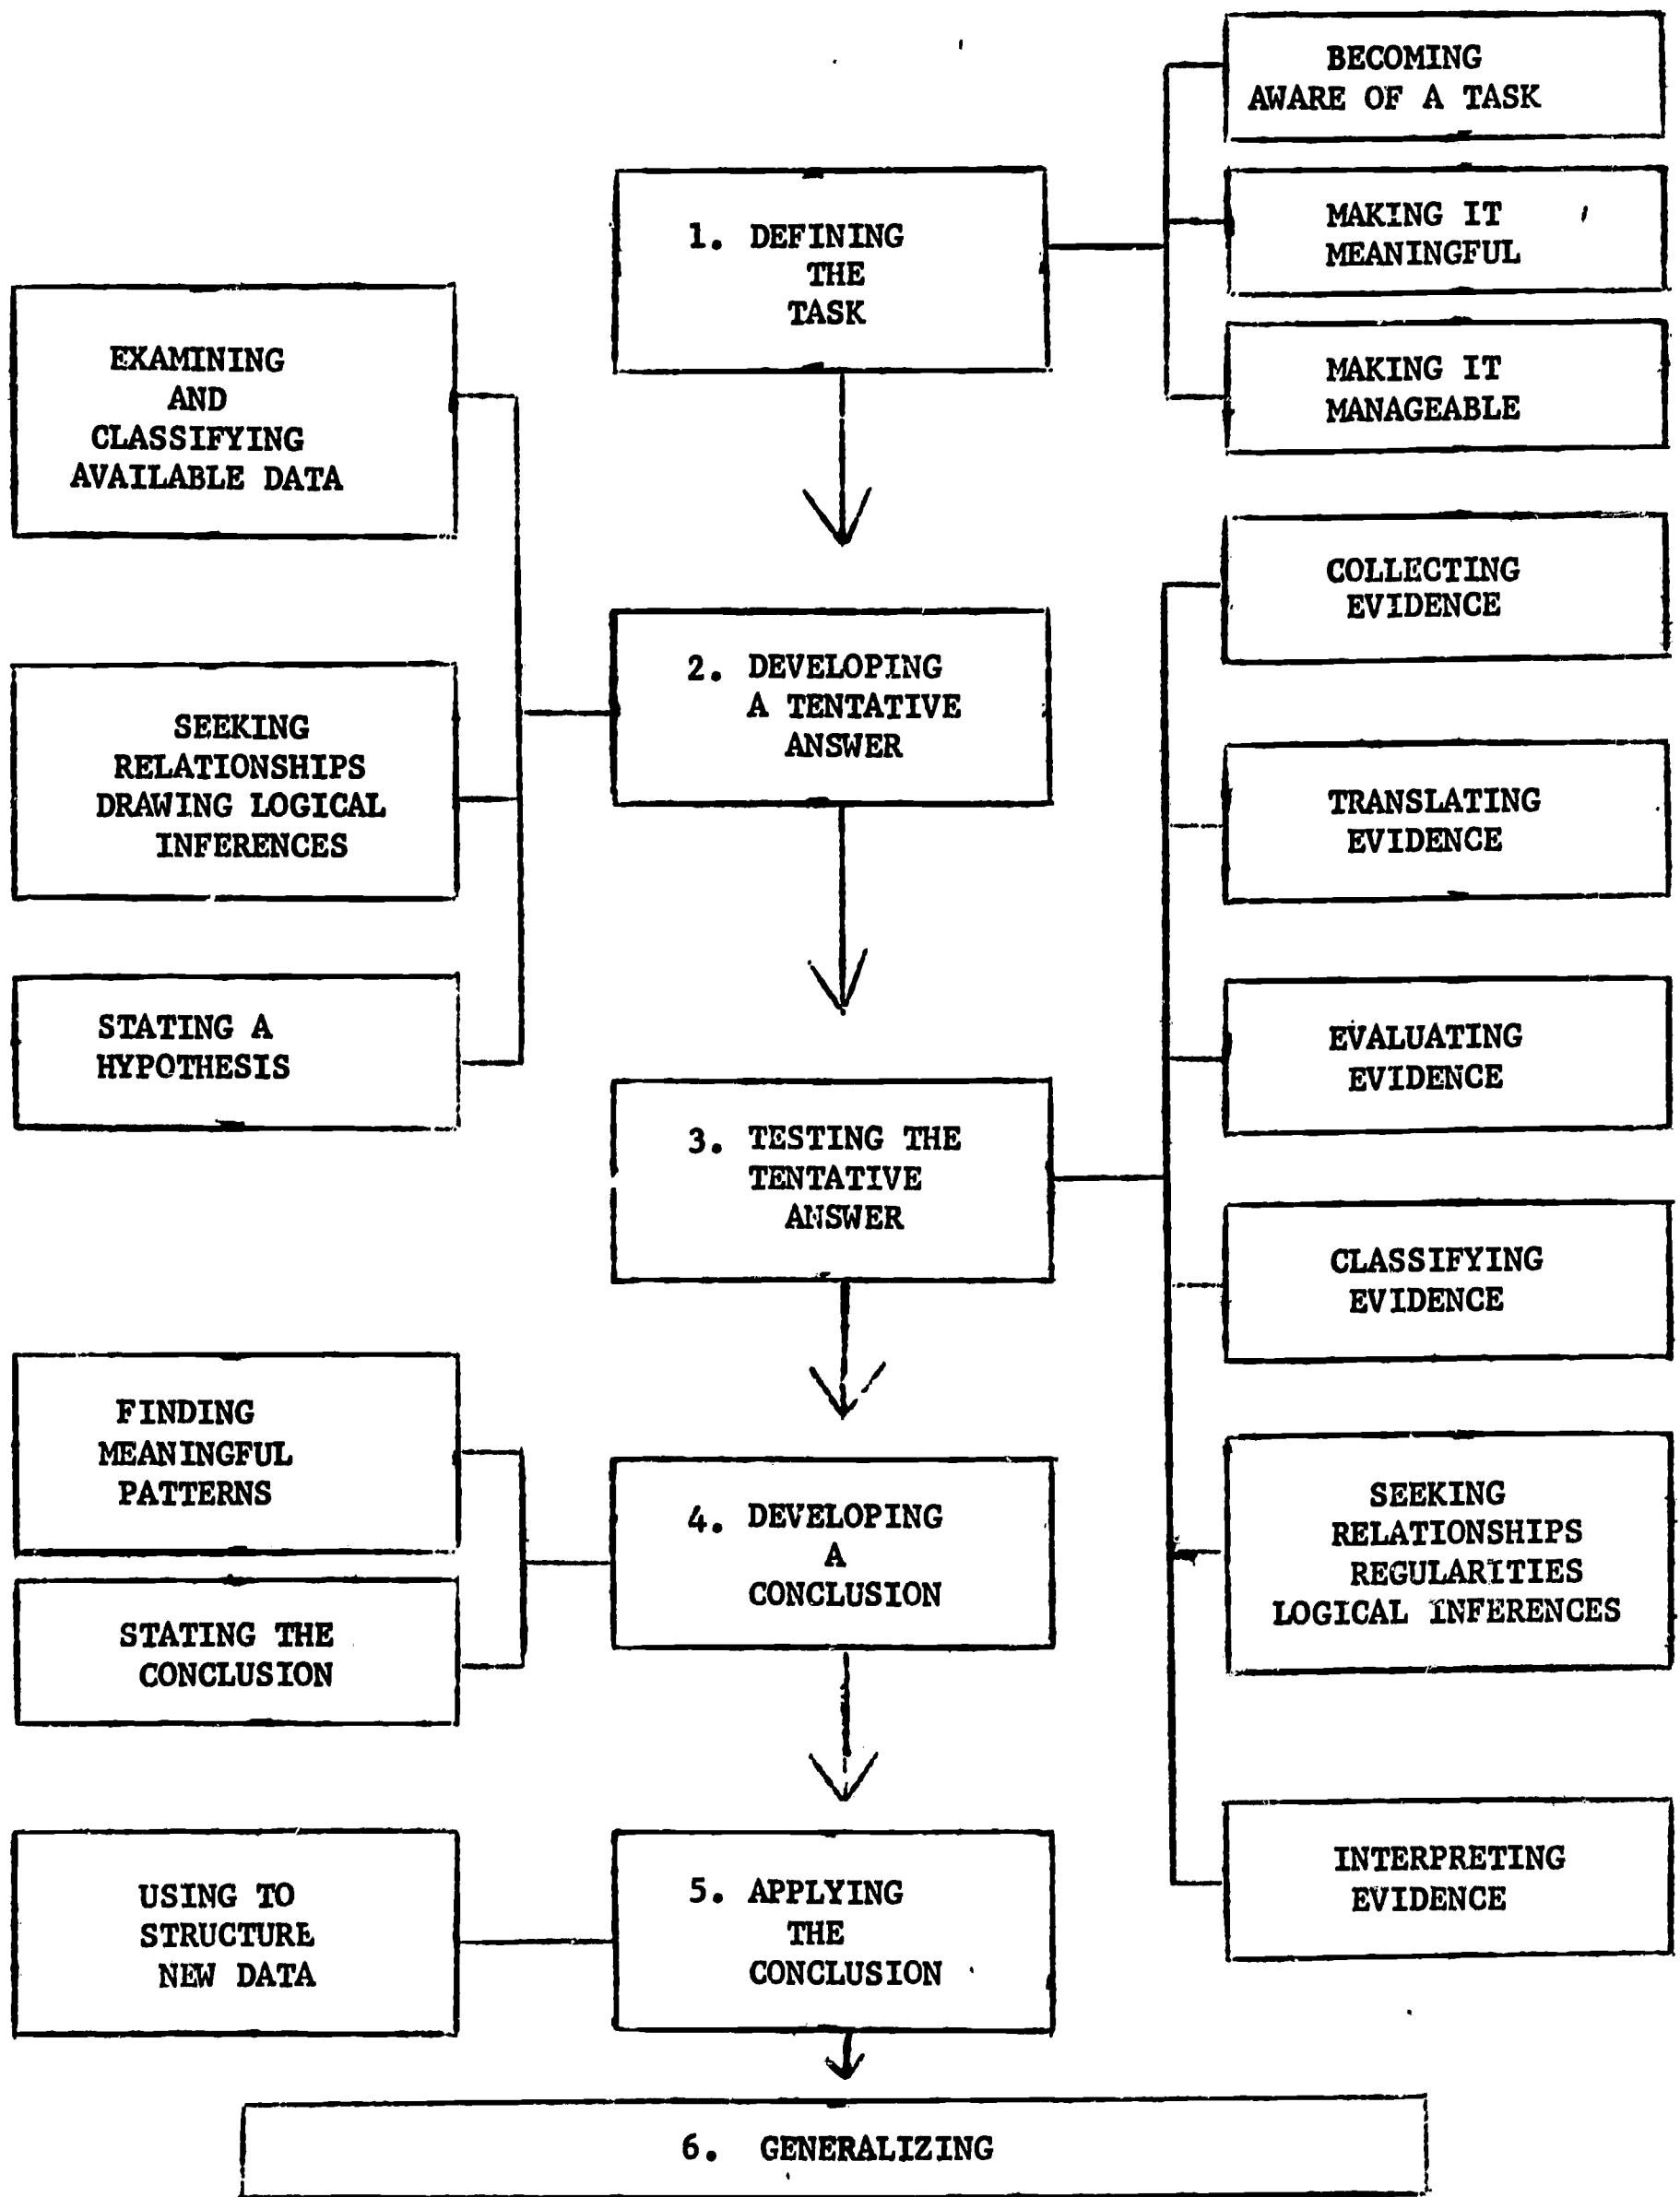 BECOMING
AWARE OF A TASK
1. DEFINING
THE
TASK
MAKING IT
MEANINGFUL
MAKING IT
MANAGEABLE
EXAMINING
AND
CLASSIFYING
AVAILABLE DATA
2. DEVELOPING
A TENTATIVE
ANSWER
SEEKING
RELATIONSHIPS
DRAWING LOGICAL
INFERENCES
STATING A
HYPOTHESIS
COLLECTING
EVIDENCE
TRANSLATING
EVIDENCE
EVALUATING
EVIDENCE
3. TESTING THE
TENTATIVE
ANSWER
CLASSIFYING
EVIDENCE
SEEKING
RELATIONSHIPS
REGULARITIES
LOGICAL INFERENCES
INTERPRETING
EVIDENCE
FINDING
MEANINGFUL
PATTERNS
4. DEVELOPING
A
CONCLUSION
STATING THE
CONCLUSION
USING TO
STRUCTURE
NEW DATA
5. APPLYING
THE
CONCLUSION
6. GENERALIZING